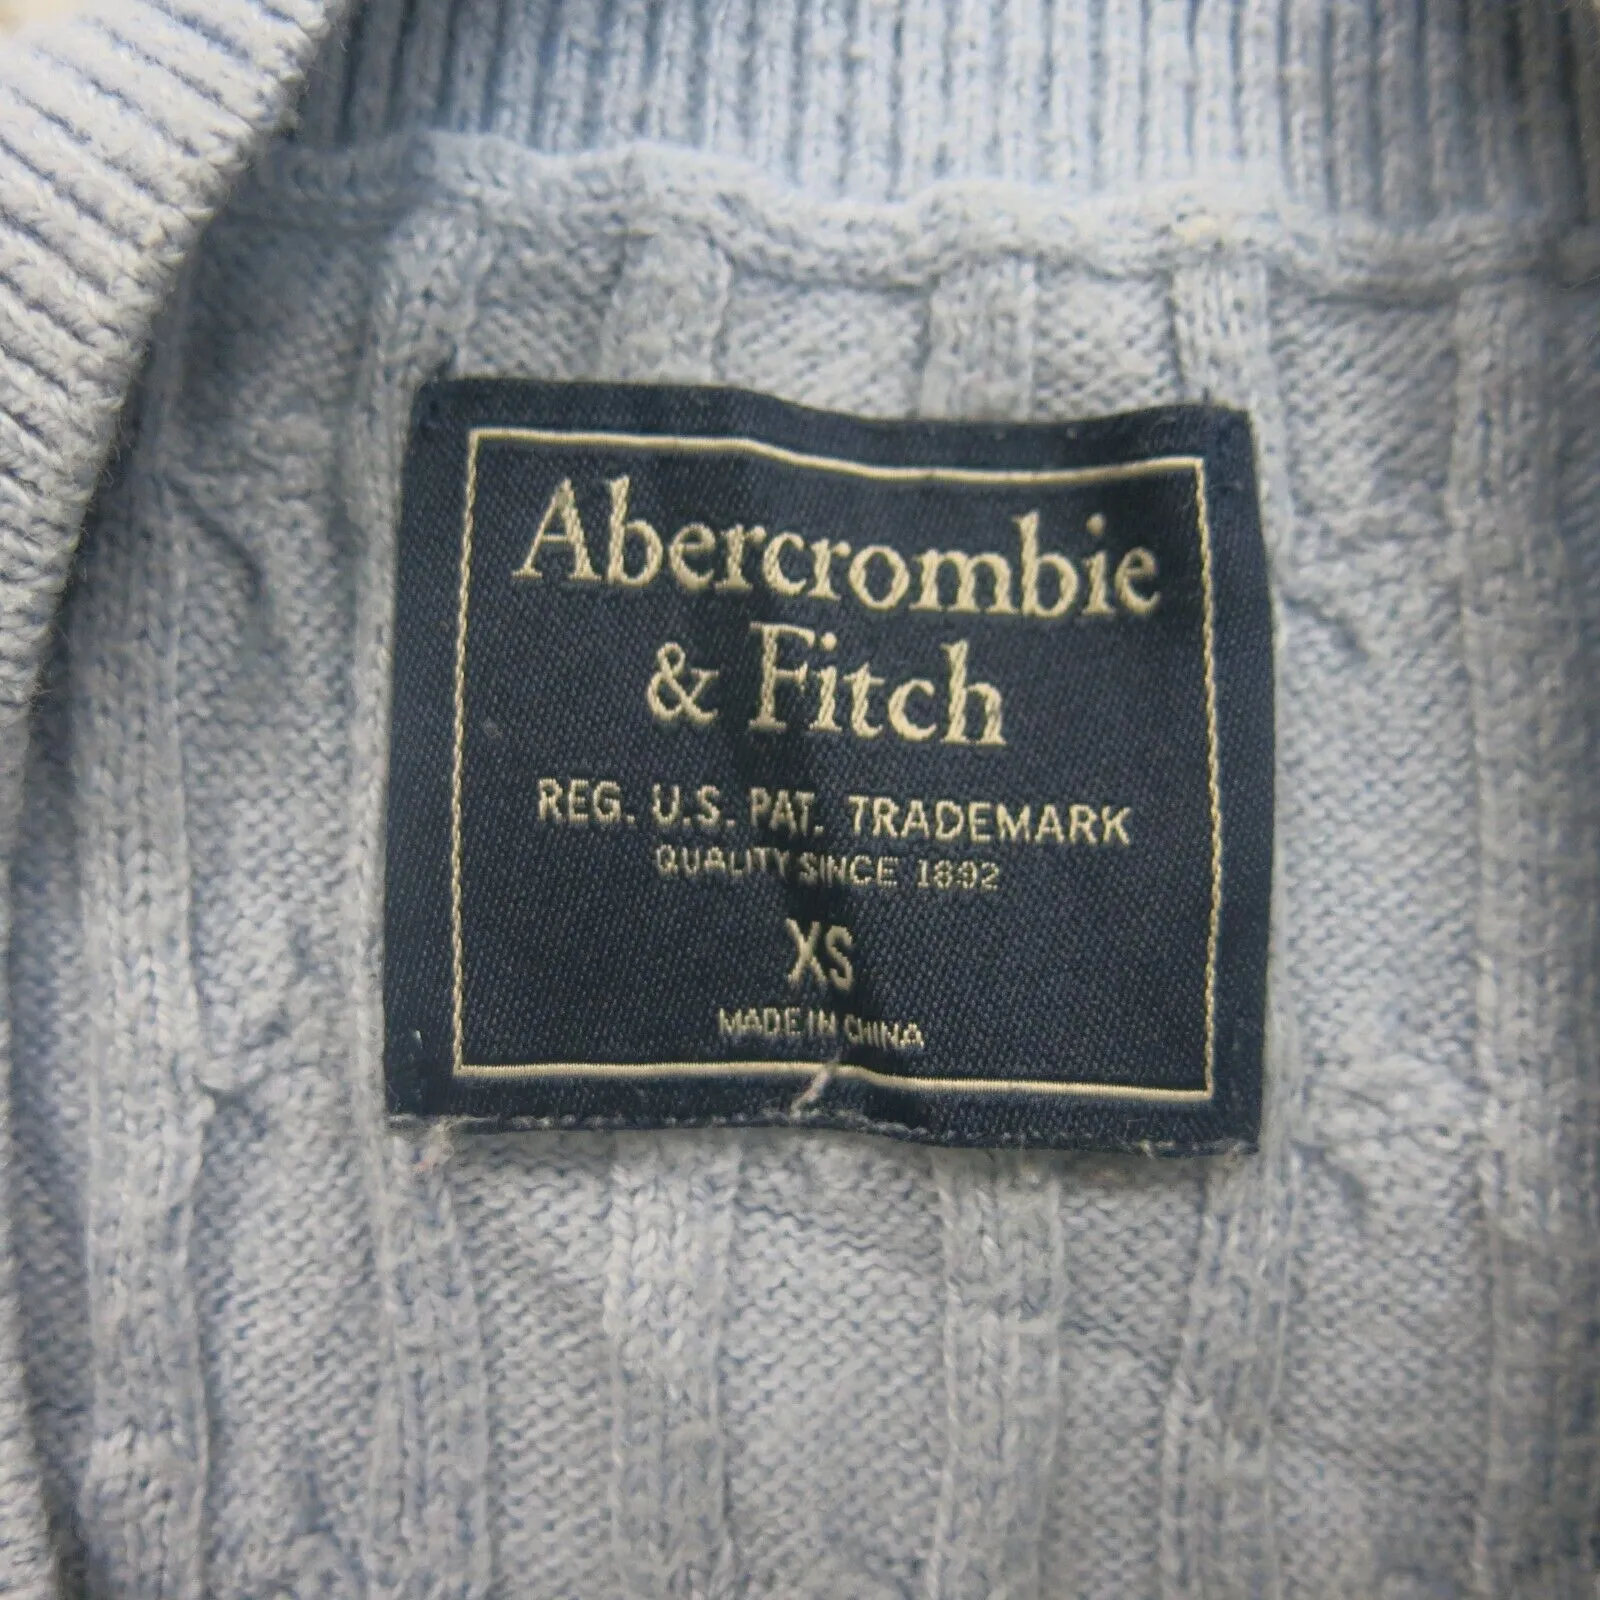 Abercrombie
& Fitch
REG. U.S. PAT. TRADEMARK
QUALITY SINCE 1892
XS
MADE IN CHINA